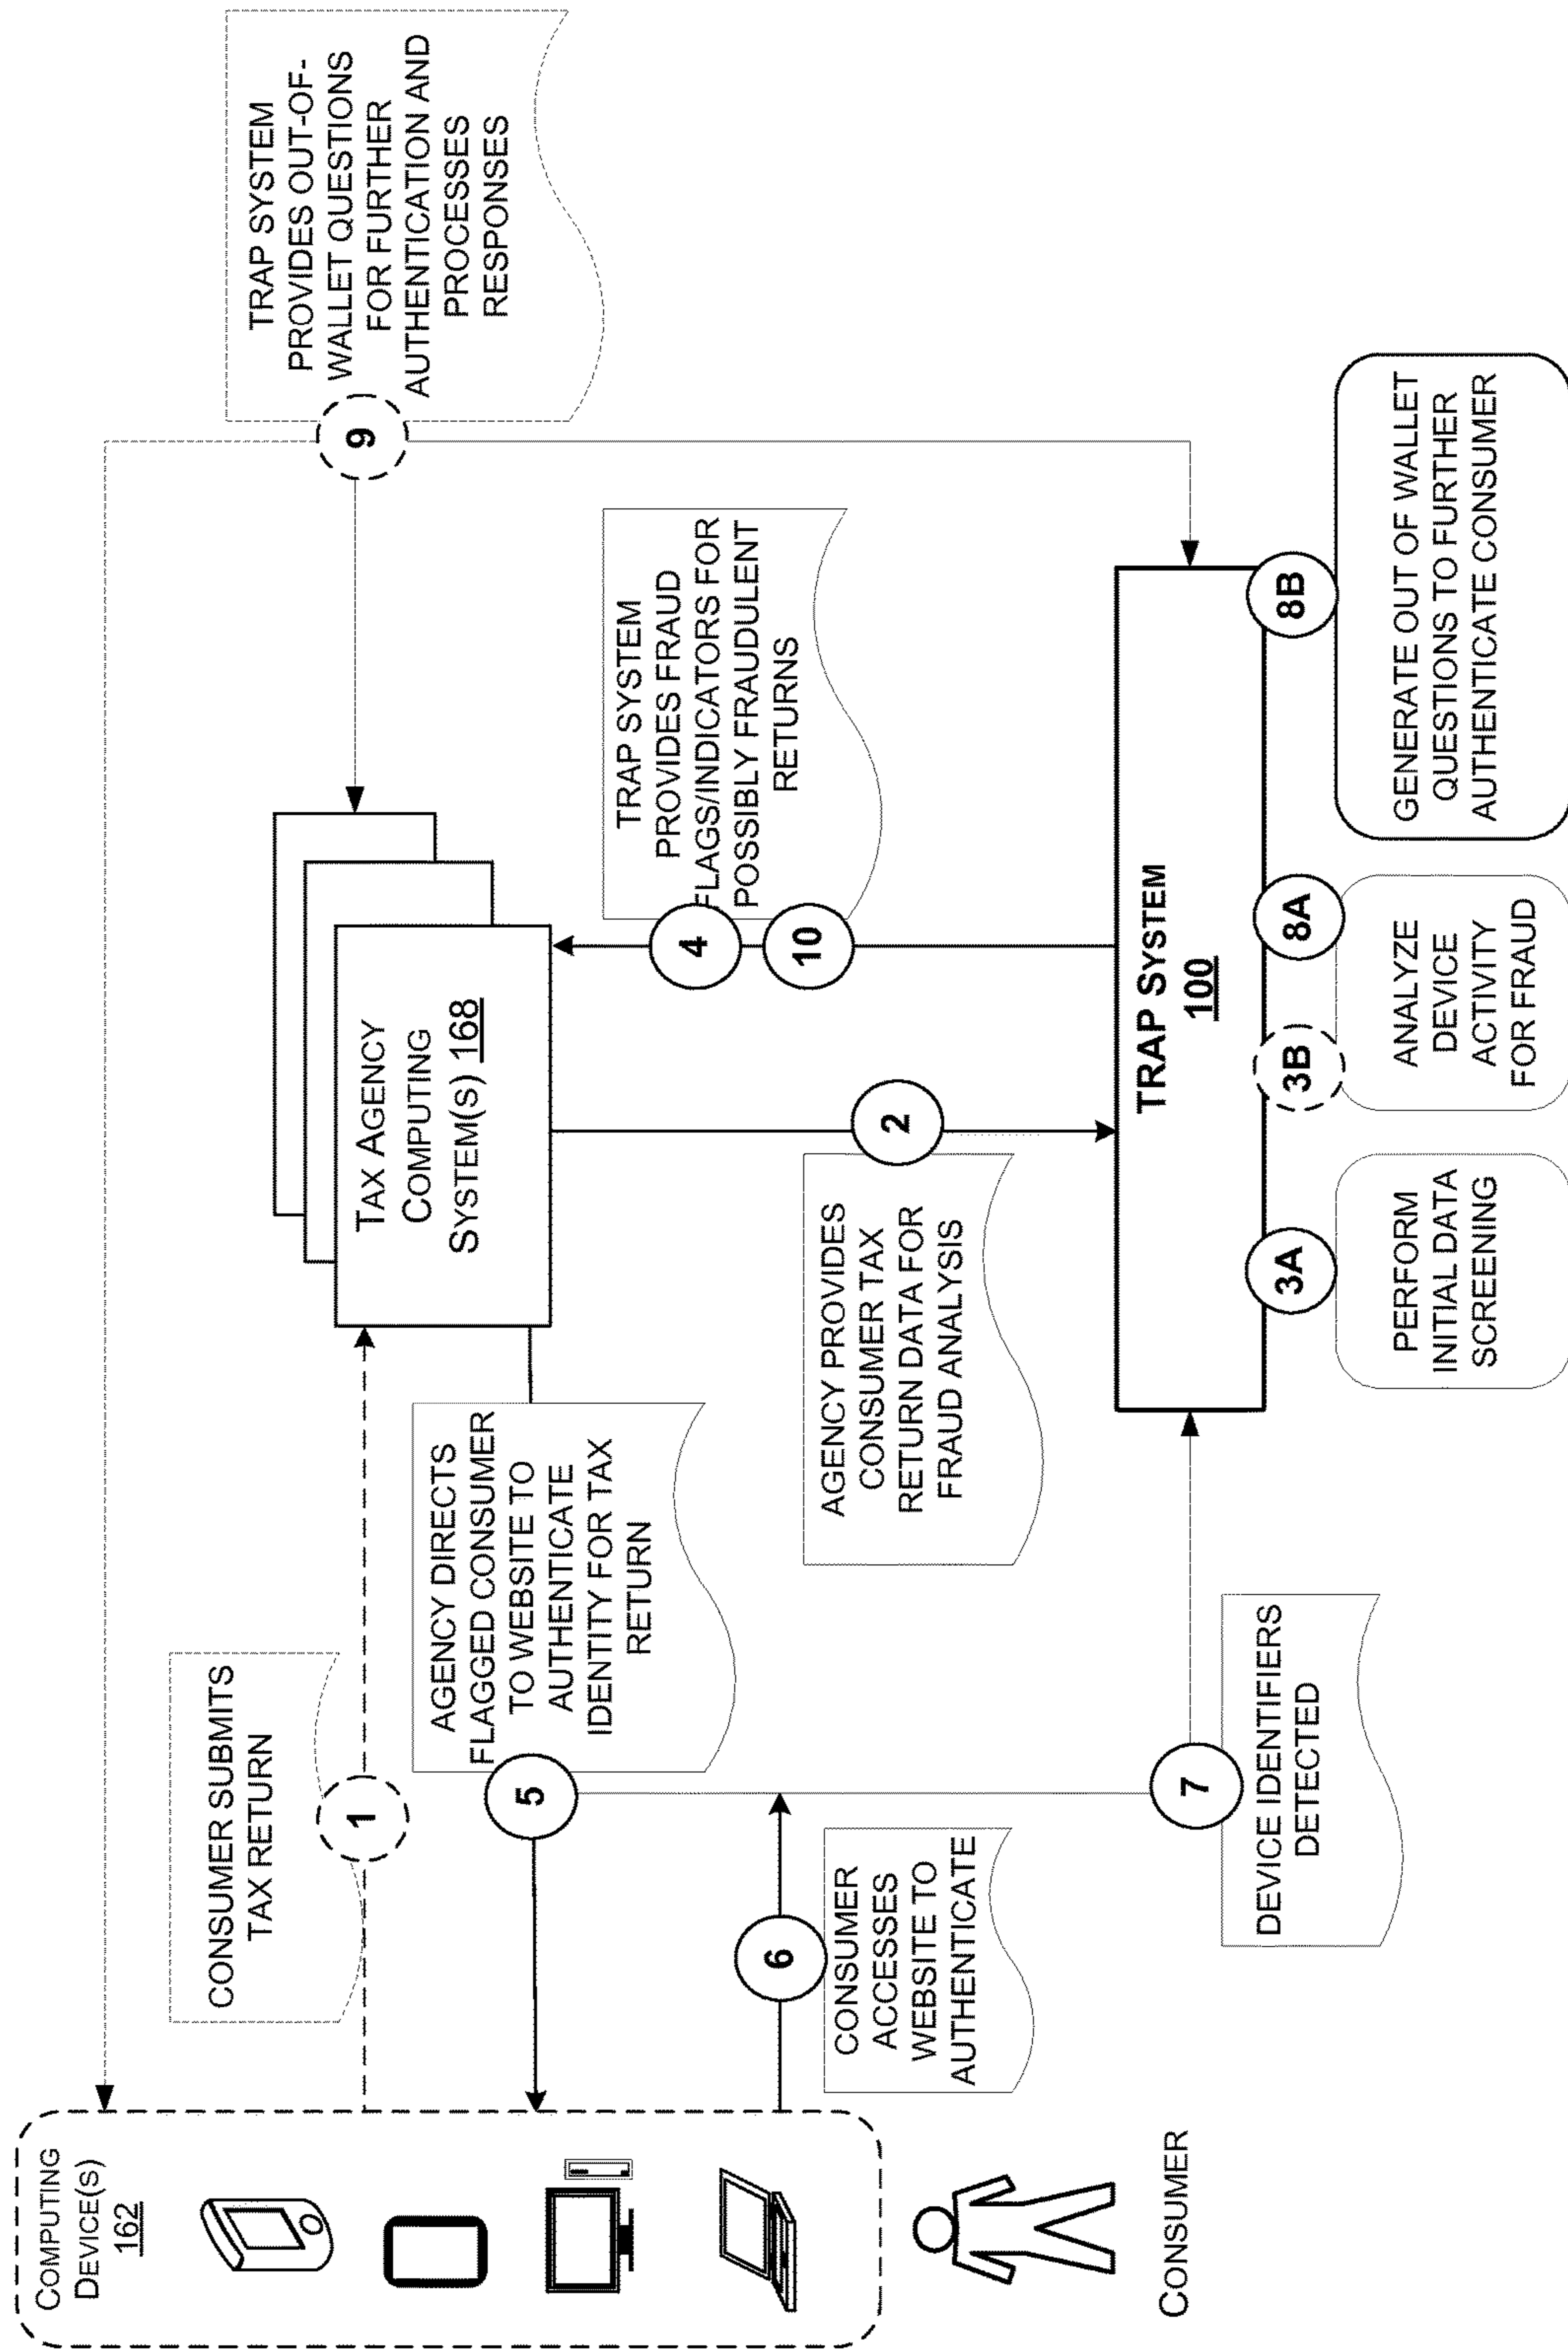 COMPUTING
DEVICE(S)
162
CONSUMER
CONSUMER SUBMITS
TAX RETURN
1
AGENCY DIRECTS
FLAGGED CONSUMER
TO WEBSITE TO
AUTHENTICATE
IDENTITY FOR TAX
RETURN
5
6
CONSUMER
ACCESSES
WEBSITE TO
AUTHENTICATE
7
DEVICE IDENTIFIERS
DETECTED
TAX AGENCY
COMPUTING
SYSTEM(S) 168
2
AGENCY PROVIDES
CONSUMER TAX
RETURN DATA FOR
FRAUD ANALYSIS
4
10
TRAP SYSTEM
PROVIDES FRAUD
FLAGS/INDICATORS FOR
POSSIBLY FRAUDULENT
RETURNS
9
TRAP SYSTEM
PROVIDES OUT-OF-
WALLET QUESTIONS
FOR FURTHER
AUTHENTICATION AND
PROCESSES
RESPONSES
TRAP SYSTEM
100
3A
PERFORM
INITIAL DATA
SCREENING
3B
8A
ANALYZE
DEVICE
ACTIVITY
FOR FRAUD
8B
GENERATE OUT OF WALLET
QUESTIONS TO FURTHER
AUTHENTICATE CONSUMER